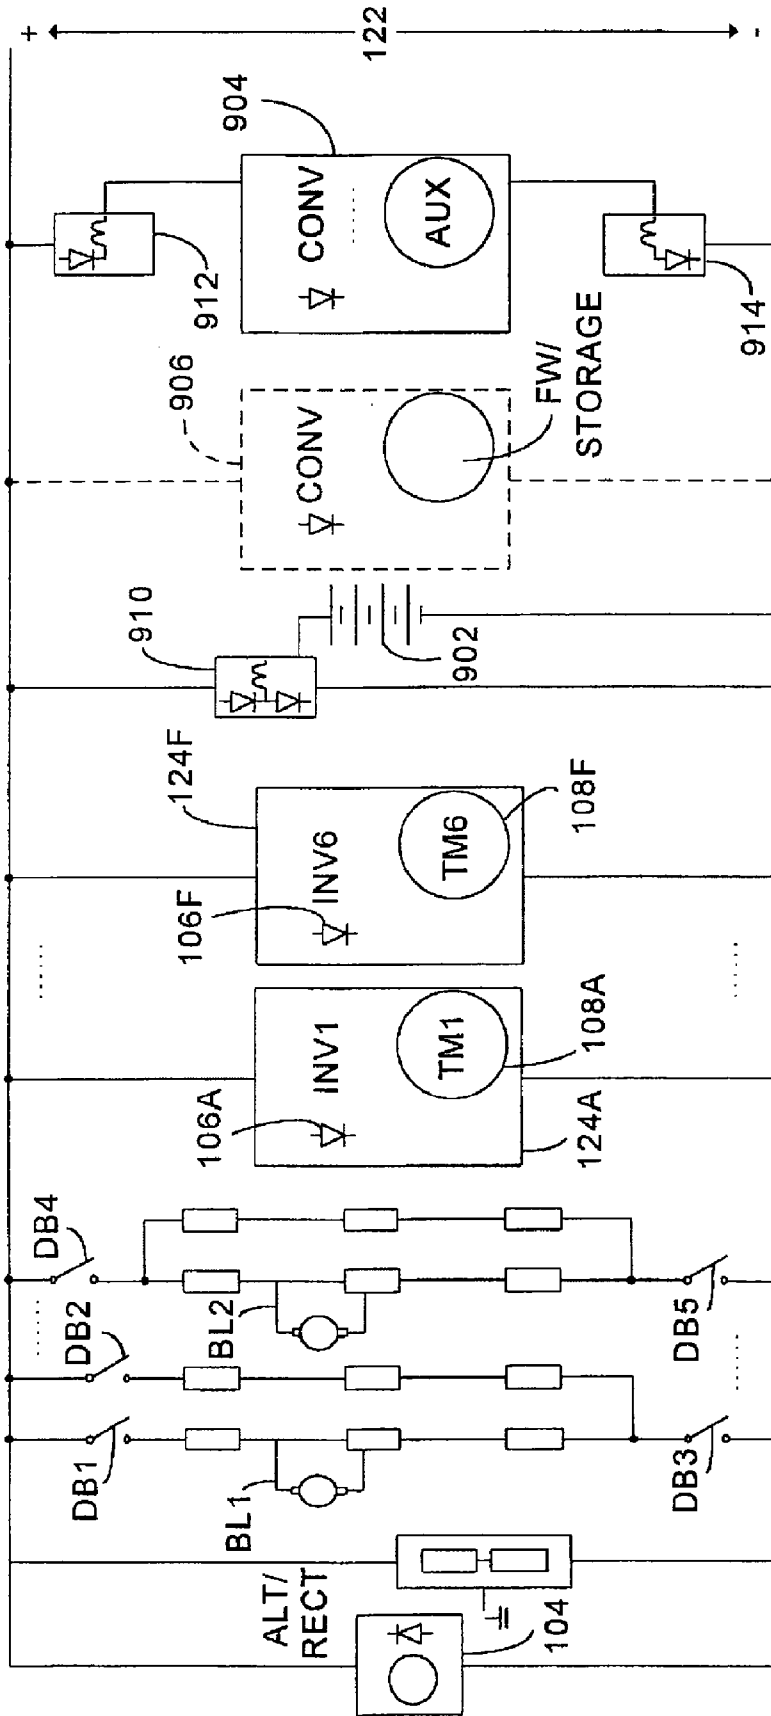 ALT/
RECT
104
DB1
DB2
DB4
BL1
BL2
DB3
DB5
106A
INV1
TM1
108A
124A
106F
124F
INV6
TM6
108F
910
902
906
CONV
FW/
STORAGE
912
904
CONV
AUX
914
+
122
-